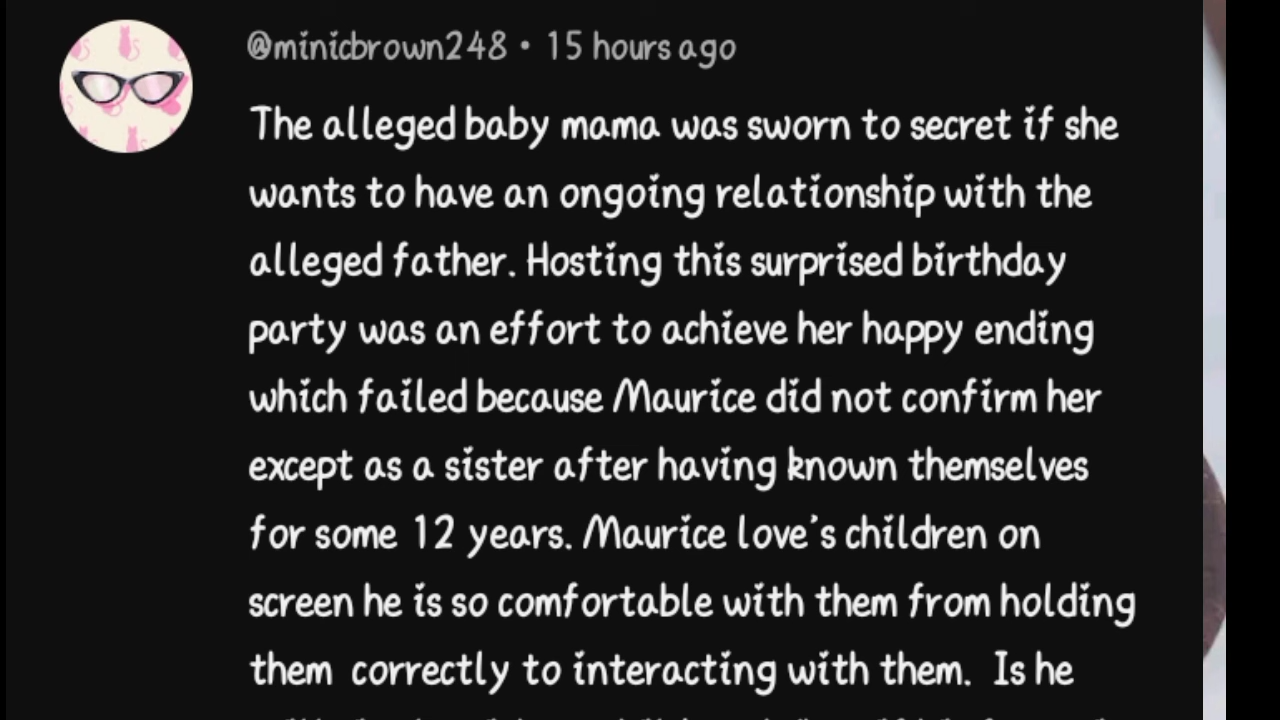 @minicbrown248 • 15 hours ago
The alleged baby mama was sworn to secret if she
wants to have an ongoing relationship with the
alleged father. Hosting this surprised birthday
party was an effort to achieve her happy ending
which failed because Maurice did not confirm her
except as a sister after having known themselves
for some 12 years. Maurice love's children on
screen he is so comfortable with them from holding
them correctly to interacting with them. Is he